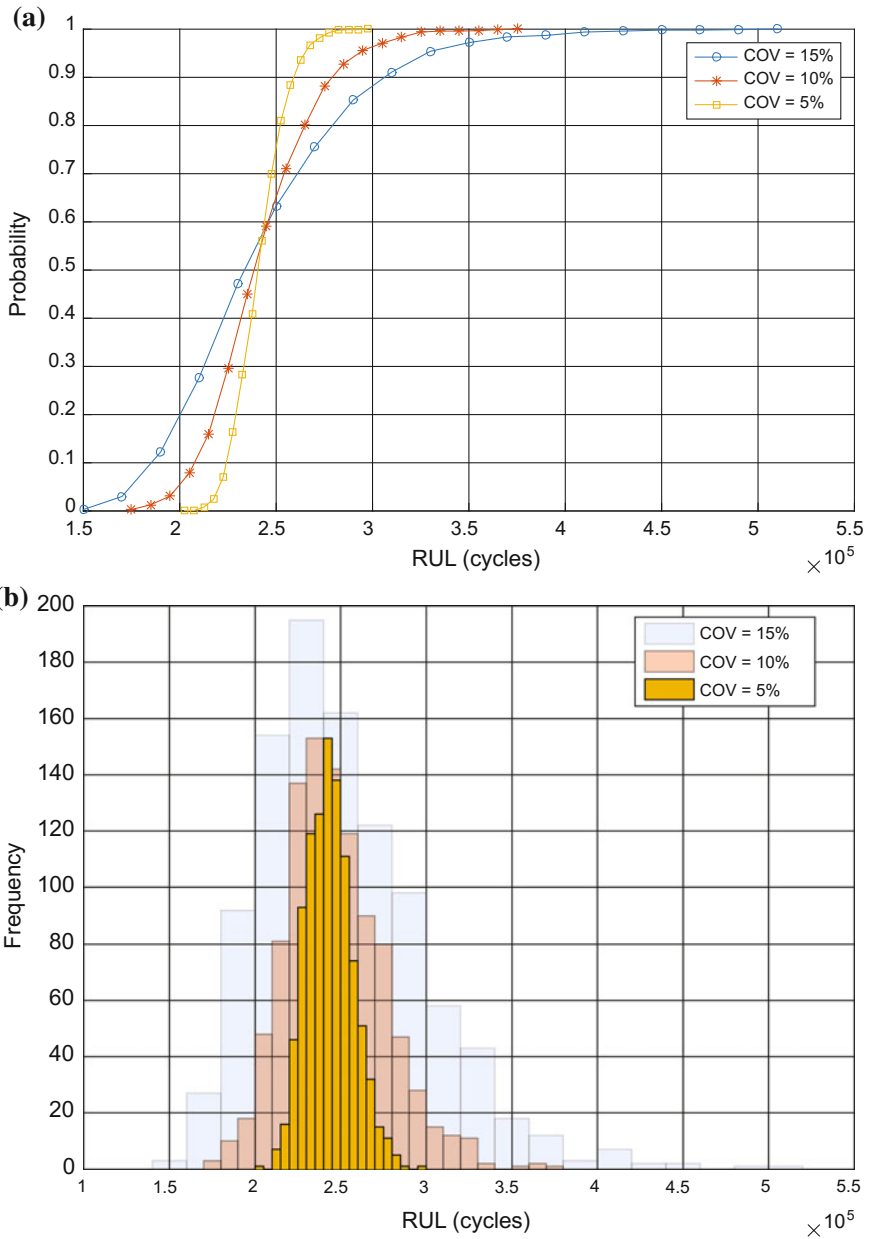 (a)
1
0.9
0.8
0.7
0.6
0.5
0.4
0.3
0.2
0.1
0
Probability
COV = 15%
COV = 10%
COV = 5%
1.5 2 2.5 3 3.5 4 4.5 5 5.5
RUL (cycles)
× 10⁵
(b)
200
180
160
140
120
100
80
60
40
20
0
Frequency
COV = 15%
COV = 10%
COV = 5%
1 1.5 2 2.5 3 3.5 4 4.5 5 5.5
RUL (cycles)
× 10⁵